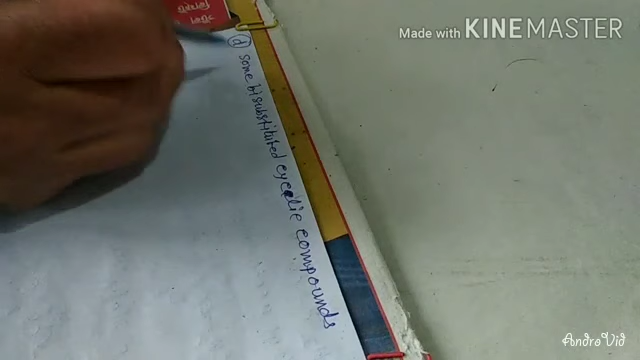 Made with KINEMASTER
ⓓ some bisubstituted cyclic compounds
AndroVid